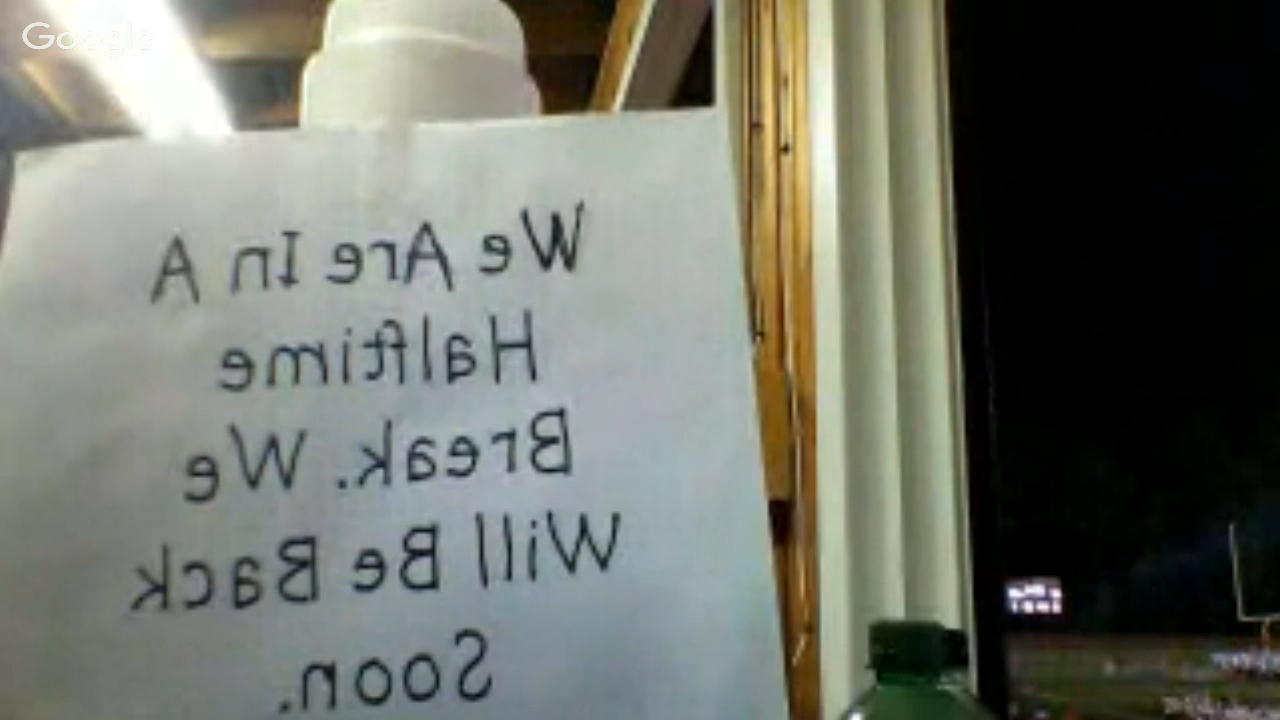 Google
We Are In A
Halftime
Break. We
Will Be Back
Soon.